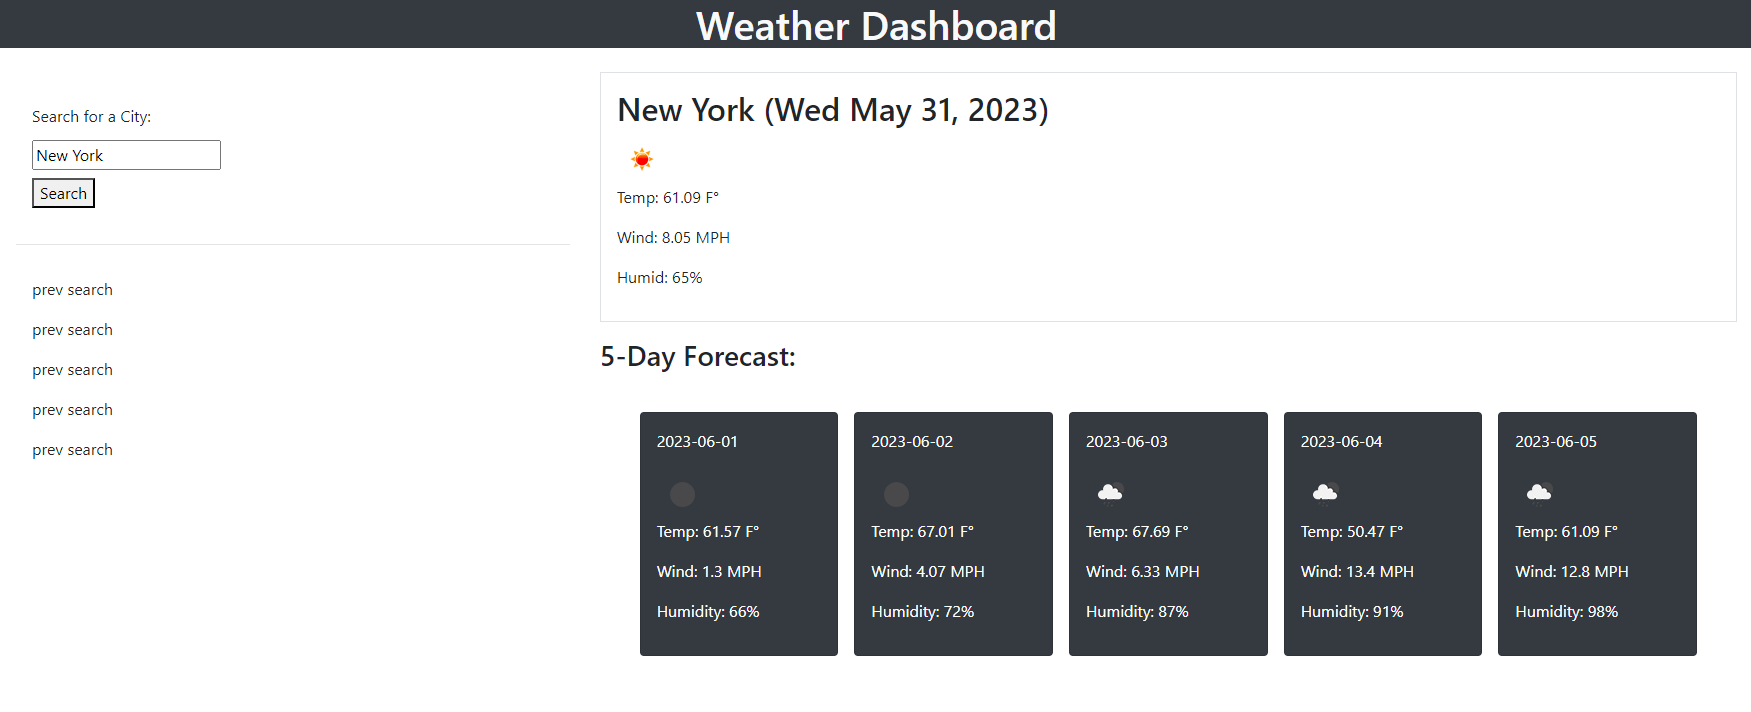 Weather Dashboard
Search for a City:
New York
Search
prev search
prev search
prev search
prev search
prev search
New York (Wed May 31, 2023)
Temp: 61.09 F°
Wind: 8.05 MPH
Humid: 65%
5-Day Forecast:
2023-06-01
Temp: 61.57 F°
Wind: 1.3 MPH
Humidity: 66%
2023-06-02
Temp: 67.01 F°
Wind: 4.07 MPH
Humidity: 72%
2023-06-03
Temp: 67.69 F°
Wind: 6.33 MPH
Humidity: 87%
2023-06-04
Temp: 50.47 F°
Wind: 13.4 MPH
Humidity: 91%
2023-06-05
Temp: 61.09 F°
Wind: 12.8 MPH
Humidity: 98%